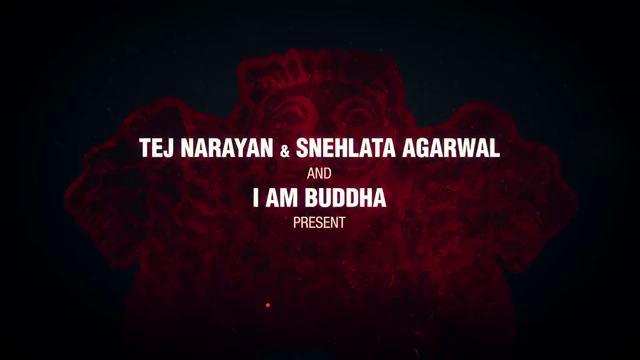 TEJ NARAYAN & SNEHLATA AGARWAL
AND
I AM BUDDHA
PRESENT